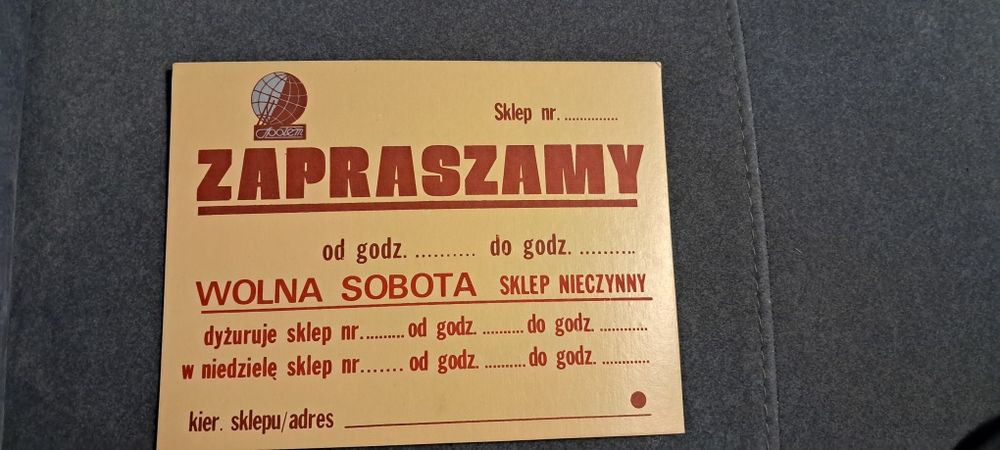 Społem
Sklep nr. ..............
ZAPRASZAMY
od godz. .......... do godz. ..........
WOLNA SOBOTA SKLEP NIECZYNNY
dyżuruje sklep nr.......... od godz. .......... do godz. ............
w niedzielę sklep nr....... od godz. .......... do godz. ............
kier. sklepu/adres